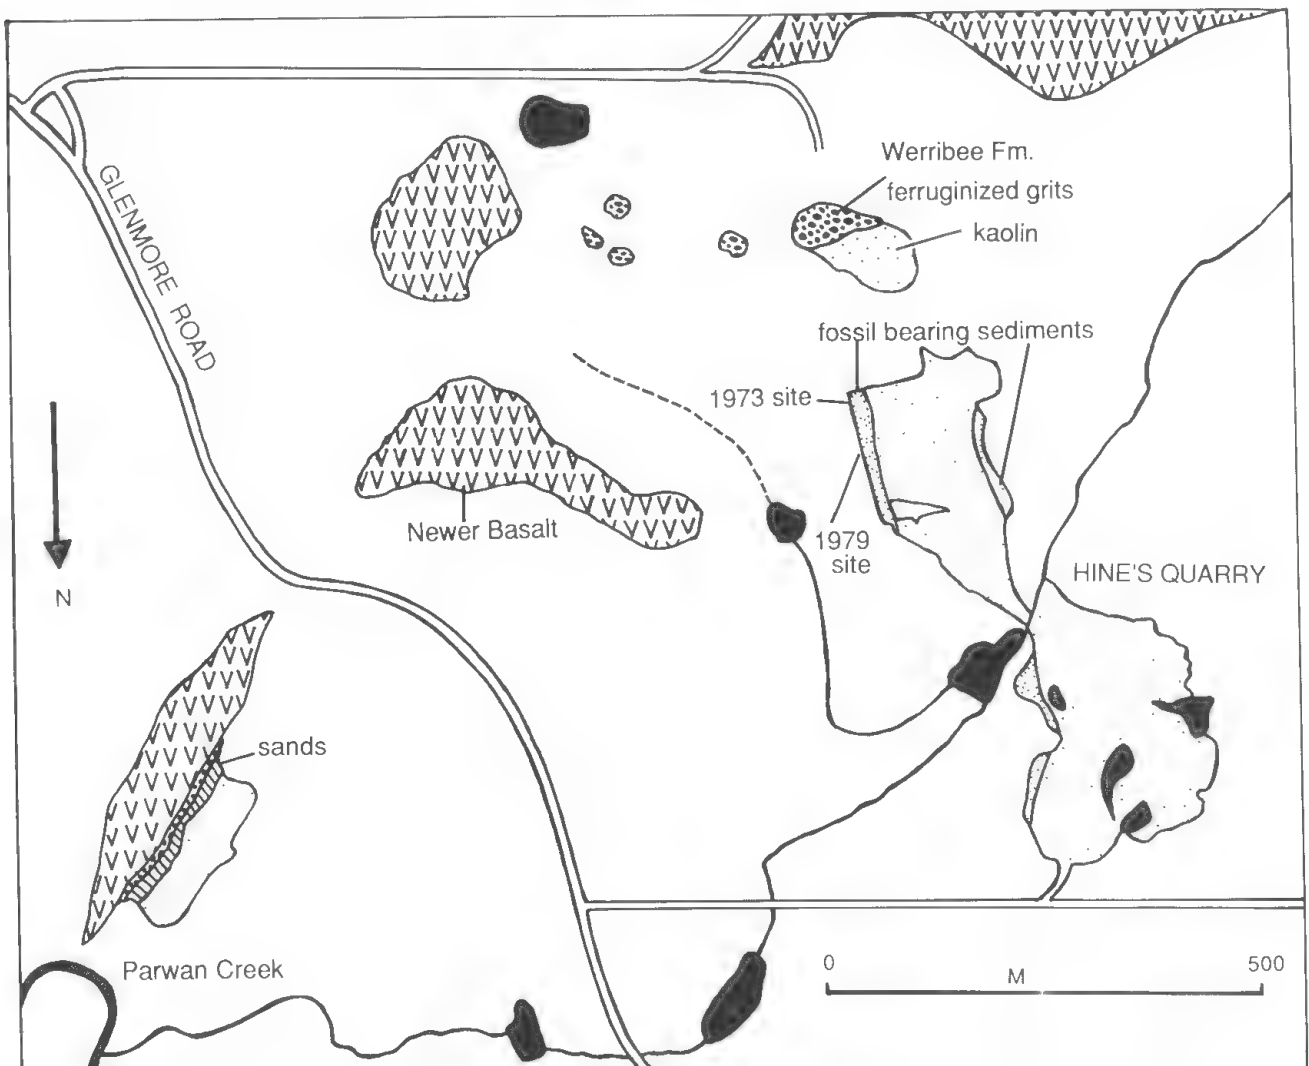 Werribee Fm.
ferruginized grits
kaolin
GLENMORE ROAD
fossil bearing sediments
1973 site
Newer Basalt
1979
site
HINE'S QUARRY
N
sands
Parwan Creek
0 M 500